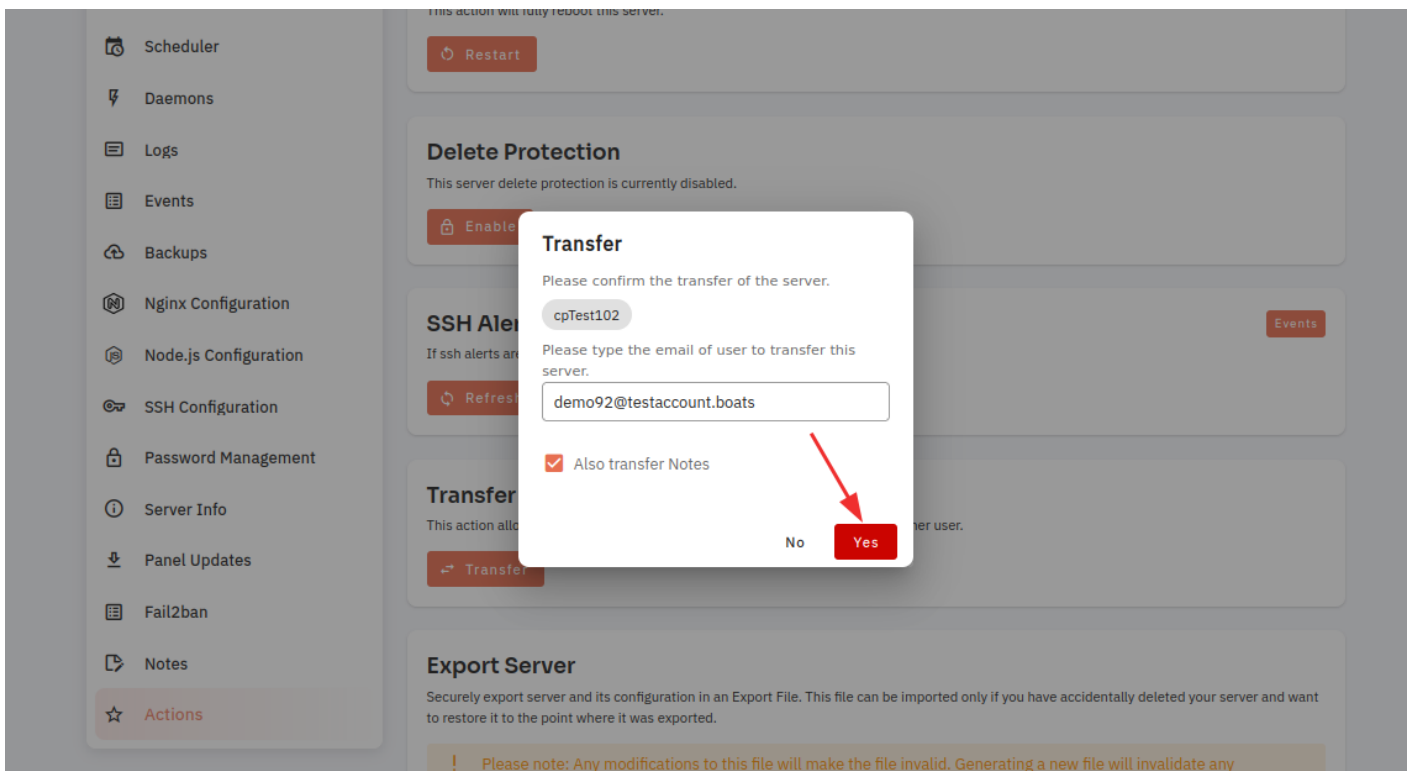 This action will fully reboot this server.
Scheduler
Restart
Daemons
Logs
Events
Backups
Nginx Configuration
Node.js Configuration
SSH Configuration
Password Management
Server Info
Panel Updates
Fail2ban
Notes
Actions
Delete Protection
This server delete protection is currently disabled.
Enable
SSH Aler
Events
If ssh alerts are
Refresh
Transfer
Please confirm the transfer of the server.
cpTest102
Please type the email of user to transfer this
server.
demo92@testaccount.boats
Also transfer Notes
No
Yes
Transfer
This action allo
her user.
Transfer
Export Server
Securely export server and its configuration in an Export File. This file can be imported only if you have accidentally deleted your server and want
to restore it to the point where it was exported.
! Please note: Any modifications to this file will make the file invalid. Generating a new file will invalidate any